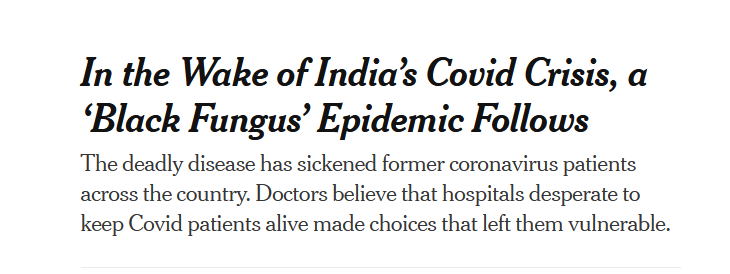 In the Wake of India’s Covid Crisis, a
‘Black Fungus’ Epidemic Follows
The deadly disease has sickened former coronavirus patients
across the country. Doctors believe that hospitals desperate to
keep Covid patients alive made choices that left them vulnerable.